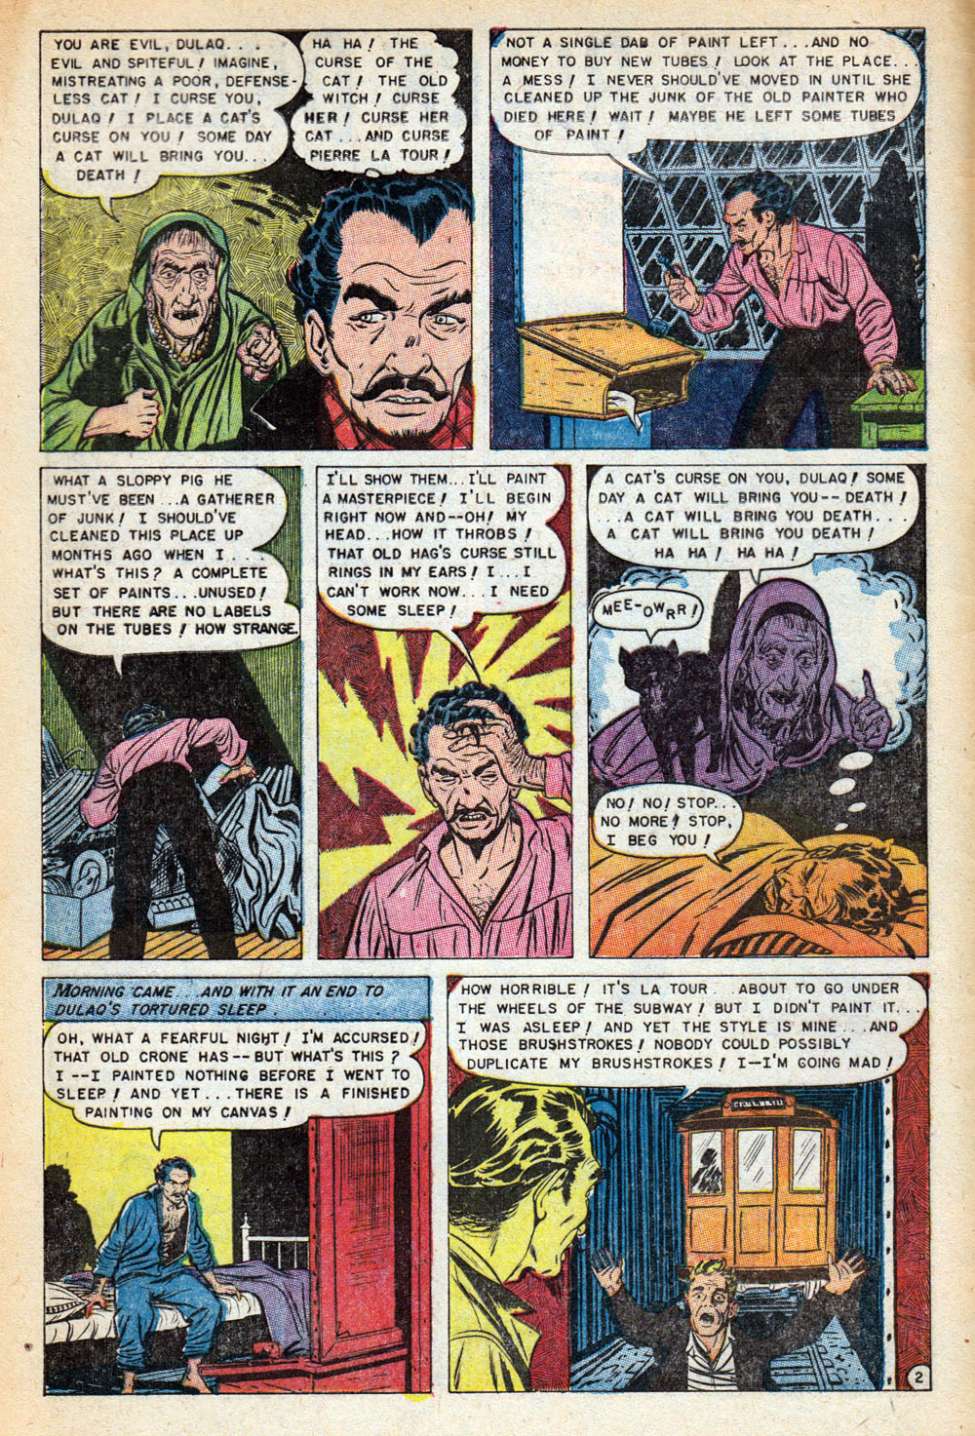 YOU ARE EVIL, DULAQ...
EVIL AND SPITEFUL! IMAGINE,
MISTREATING A POOR, DEFENSE-
LESS CAT! I CURSE YOU,
DULAQ! I PLACE A CAT'S
CURSE ON YOU! SOME DAY
A CAT WILL BRING YOU...
DEATH!
HA HA! THE
CURSE OF THE
CAT! THE OLD
WITCH! CURSE
HER! CURSE HER
CAT...AND CURSE
PIERRE LA TOUR!
NOT A SINGLE DAB OF PAINT LEFT...AND NO
MONEY TO BUY NEW TUBES! LOOK AT THE PLACE...
A MESS! I NEVER SHOULD'VE MOVED IN UNTIL SHE
CLEANED UP THE JUNK OF THE OLD PAINTER WHO
DIED HERE! WAIT! MAYBE HE LEFT SOME TUBES
OF PAINT!
WHAT A SLOPPY PIG HE
MUST'VE BEEN...A GATHERER
OF JUNK! I SHOULD'VE
CLEANED THIS PLACE UP
MONTHS AGO WHEN I...
WHAT'S THIS? A COMPLETE
SET OF PAINTS...UNUSED!
BUT THERE ARE NO LABELS
ON THE TUBES! HOW STRANGE.
I'LL SHOW THEM...I'LL PAINT
A MASTERPIECE! I'LL BEGIN
RIGHT NOW AND--OH! MY
HEAD...HOW IT THROBS!
THAT OLD HAG'S CURSE STILL
RINGS IN MY EARS! I...I
CAN'T WORK NOW...I NEED
SOME SLEEP!
A CAT'S CURSE ON YOU, DULAQ! SOME
DAY A CAT WILL BRING YOU--DEATH!
...A CAT WILL BRING YOU DEATH...
A CAT WILL BRING YOU DEATH!
HA HA! HA HA!
MEE-OWRR!
NO! NO! STOP...
NO MORE! STOP,
I BEG YOU!
MORNING CAME...AND WITH IT AN END TO
DULAQ'S TORTURED SLEEP.
OH, WHAT A FEARFUL NIGHT! I'M ACCURSED!
THAT OLD CRONE HAS--BUT WHAT'S THIS?
I--I PAINTED NOTHING BEFORE I WENT TO
SLEEP! AND YET...THERE IS A FINISHED
PAINTING ON MY CANVAS!
HOW HORRIBLE! IT'S LA TOUR...ABOUT TO GO UNDER
THE WHEELS OF THE SUBWAY! BUT I DIDN'T PAINT IT...
I WAS ASLEEP! AND YET THE STYLE IS MINE...AND
THOSE BRUSHSTROKES! NOBODY COULD POSSIBLY
DUPLICATE MY BRUSHSTROKES! I--I'M GOING MAD!
2